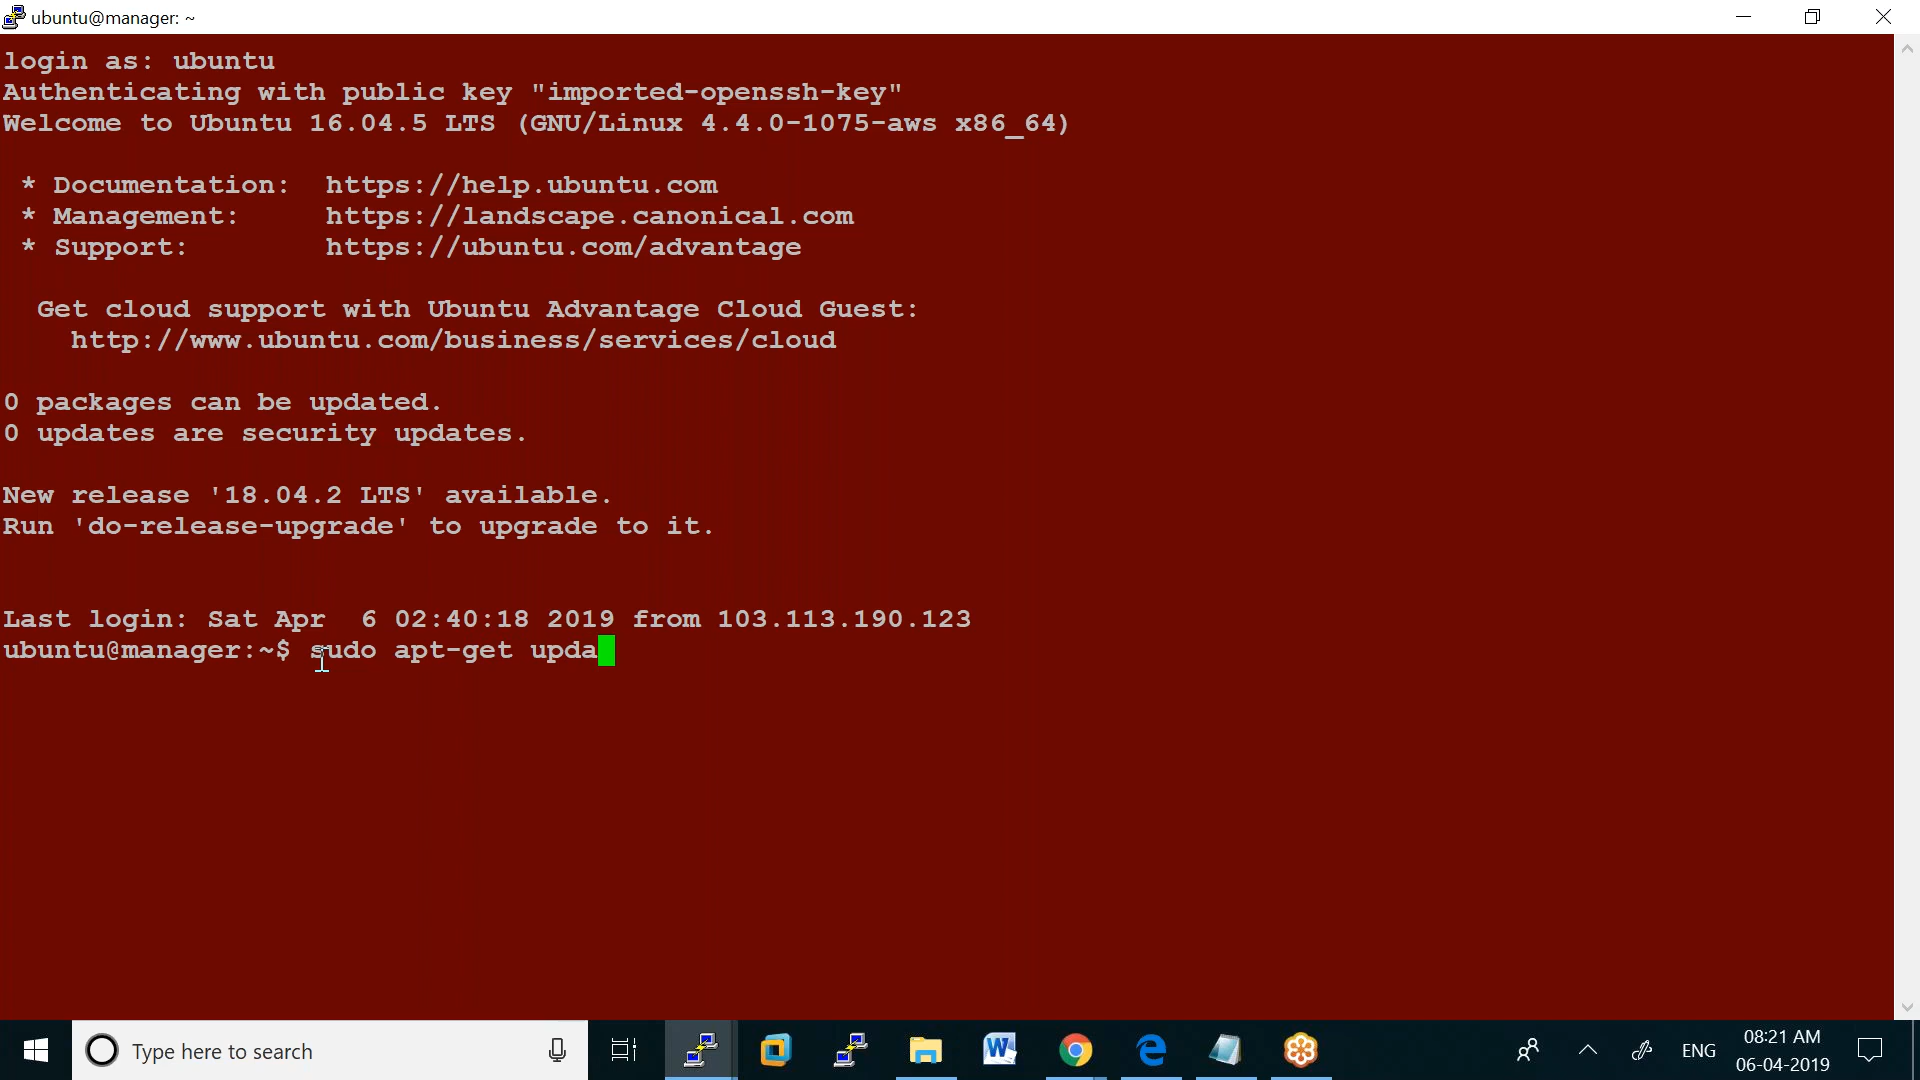 ubuntu@manager: ~
login as: ubuntu
Authenticating with public key "imported-openssh-key"
Welcome to Ubuntu 16.04.5 LTS (GNU/Linux 4.4.0-1075-aws x86_64)
* Documentation:  https://help.ubuntu.com
* Management:     https://landscape.canonical.com
* Support:        https://ubuntu.com/advantage
Get cloud support with Ubuntu Advantage Cloud Guest:
http://www.ubuntu.com/business/services/cloud
0 packages can be updated.
0 updates are security updates.
New release '18.04.2 LTS' available.
Run 'do-release-upgrade' to upgrade to it.
Last login: Sat Apr  6 02:40:18 2019 from 103.113.190.123
ubuntu@manager:~$ sudo apt-get upda
Type here to search
ENG
08:21 AM
06-04-2019